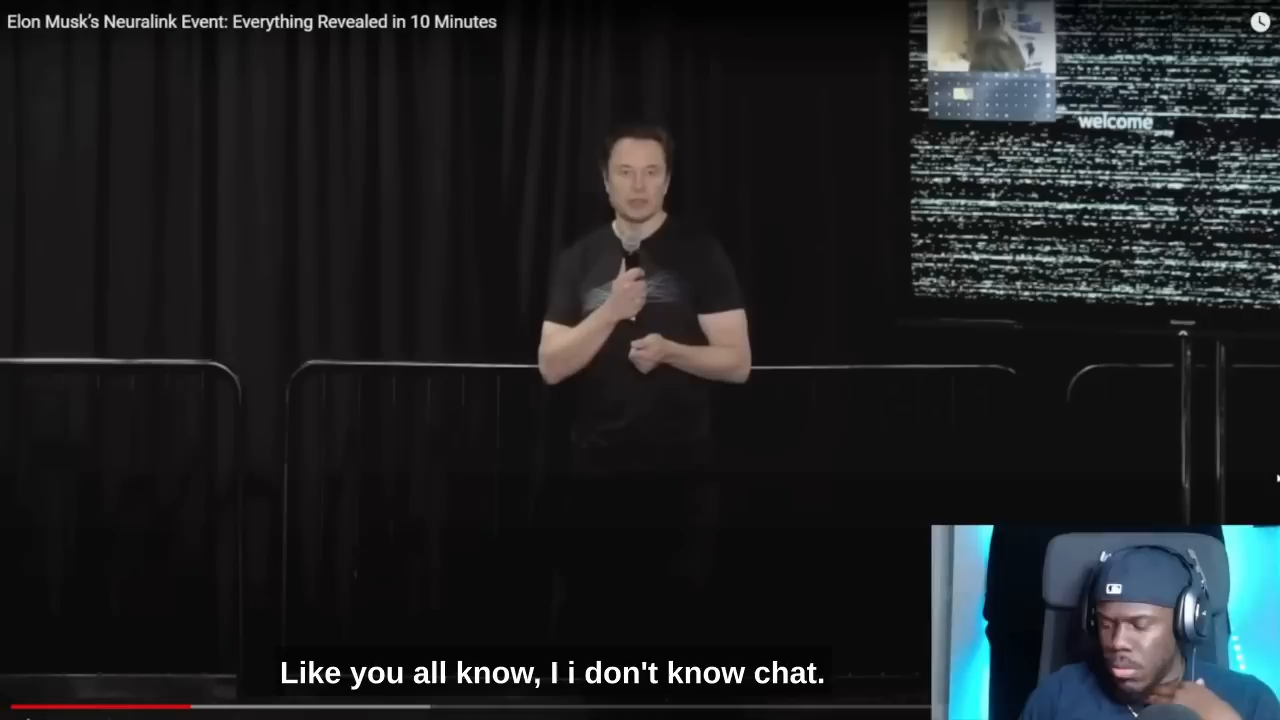 Elon Musk's Neuralink Event: Everything Revealed in 10 Minutes
welcome
Like you all know, I i don't know chat.